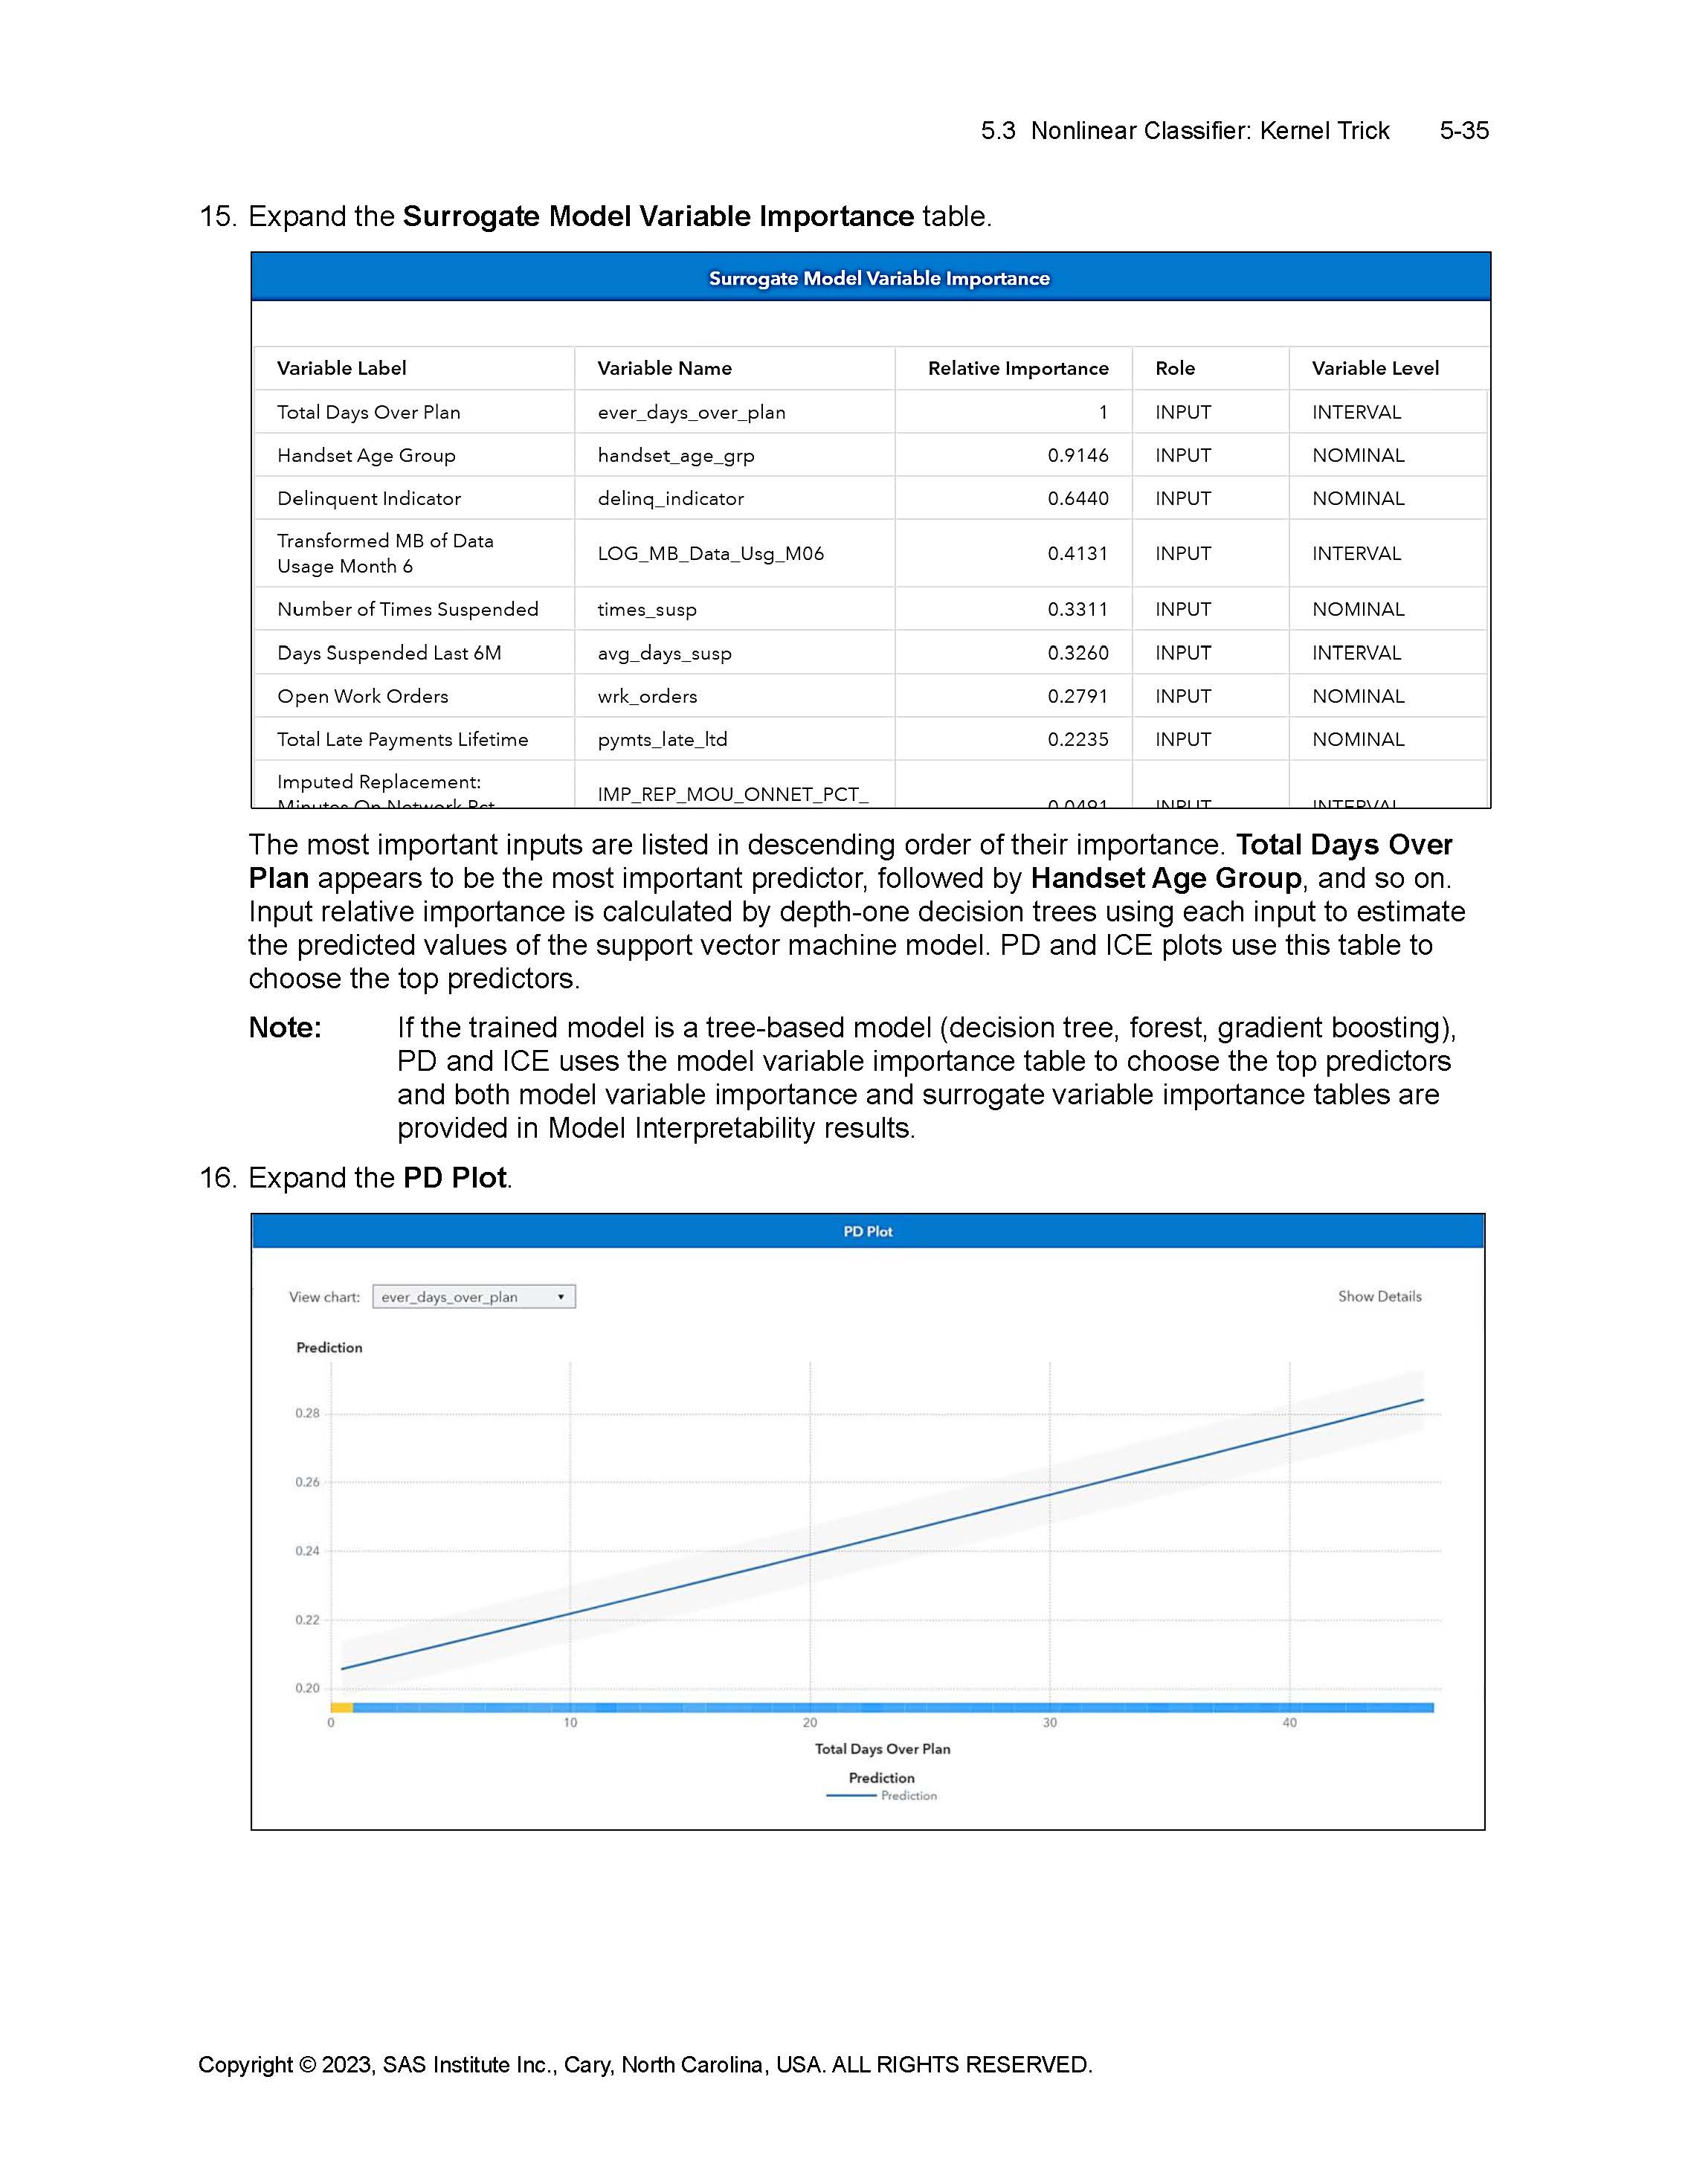 5.3 Nonlinear Classifier: Kernel Trick 5-35
15. Expand the Surrogate Model Variable Importance table.
Surrogate Model Variable Importance
Variable Label Variable Name Relative Importance Role Variable Level
Total Days Over Plan ever_days_over_plan 1 INPUT INTERVAL
Handset Age Group handset_age_grp 0.9146 INPUT NOMINAL
Delinquent Indicator delinq_indicator 0.6440 INPUT NOMINAL
Transformed MB of Data
Usage Month 6 LOG_MB_Data_Usg_M06 0.4131 INPUT INTERVAL
Number of Times Suspended times_susp 0.3311 INPUT NOMINAL
Days Suspended Last 6M avg_days_susp 0.3260 INPUT INTERVAL
Open Work Orders wrk_orders 0.2791 INPUT NOMINAL
Total Late Payments Lifetime pymts_late_ltd 0.2235 INPUT NOMINAL
Imputed Replacement:
Minutes On Network Pct IMP_REP_MOU_ONNET_PCT_ 0.0491 INPUT INTERVAL
The most important inputs are listed in descending order of their importance. Total Days Over
Plan appears to be the most important predictor, followed by Handset Age Group, and so on.
Input relative importance is calculated by depth-one decision trees using each input to estimate
the predicted values of the support vector machine model. PD and ICE plots use this table to
choose the top predictors.
Note: If the trained model is a tree-based model (decision tree, forest, gradient boosting),
PD and ICE uses the model variable importance table to choose the top predictors
and both model variable importance and surrogate variable importance tables are
provided in Model Interpretability results.
16. Expand the PD Plot.
PD Plot
View chart: ever_days_over_plan Show Details
Prediction
0.28
0.26
0.24
0.22
0.20
0 10 20 30 40
Total Days Over Plan
Prediction
Prediction
Copyright © 2023, SAS Institute Inc., Cary, North Carolina, USA. ALL RIGHTS RESERVED.